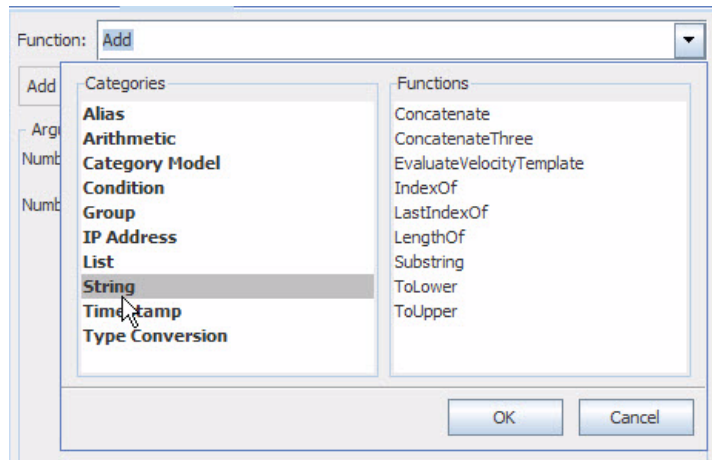 Function: Add
Add
Categories
Functions
Argu
Numb
Numb
Alias
Arithmetic
Category Model
Condition
Group
IP Address
List
String
Timestamp
Type Conversion
Concatenate
ConcatenateThree
EvaluateVelocityTemplate
IndexOf
LastIndexOf
LengthOf
Substring
ToLower
ToUpper
OK
Cancel